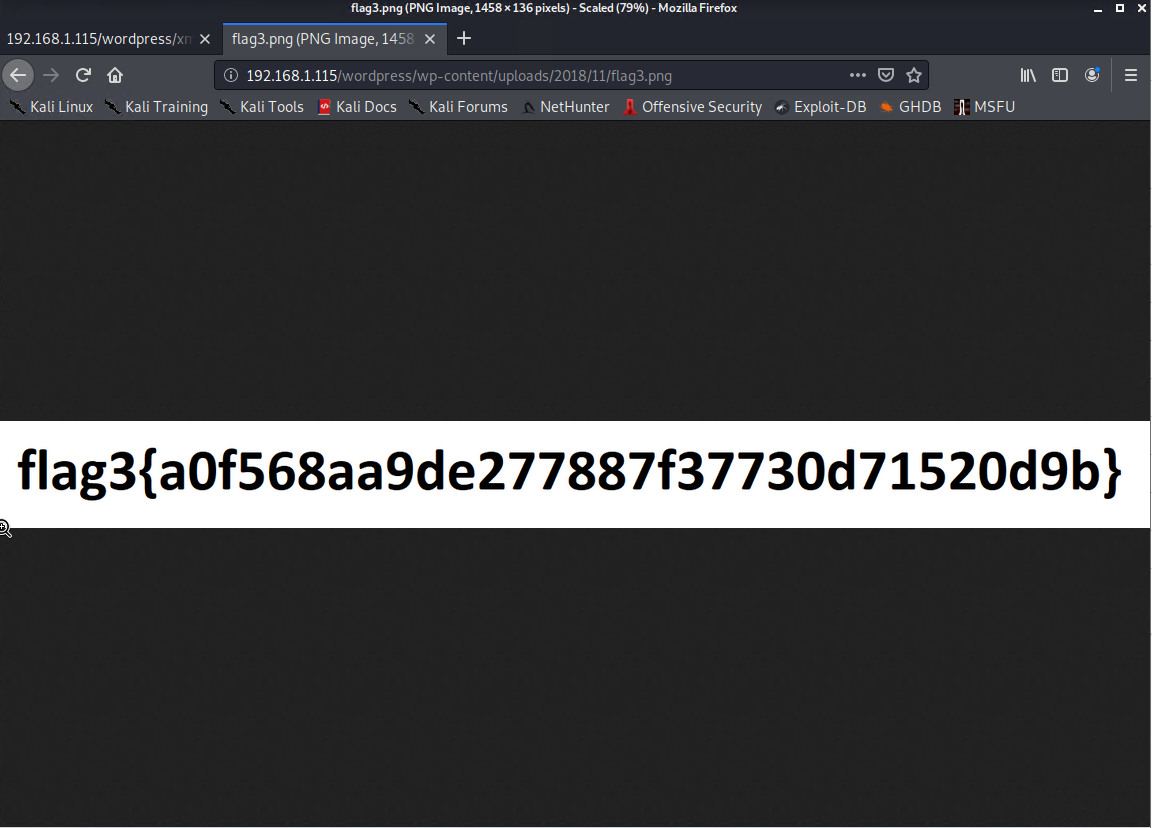 flag3.png (PNG Image, 1458 × 136 pixels) - Scaled (79%) - Mozilla Firefox
192.168.1.115/wordpress/xm
flag3.png (PNG Image, 1458
192.168.1.115/wordpress/wp-content/uploads/2018/11/flag3.png
Kali Linux Kali Training Kali Tools Kali Docs Kali Forums NetHunter Offensive Security Exploit-DB GHDB MSFU
flag3{a0f568aa9de277887f37730d71520d9b}